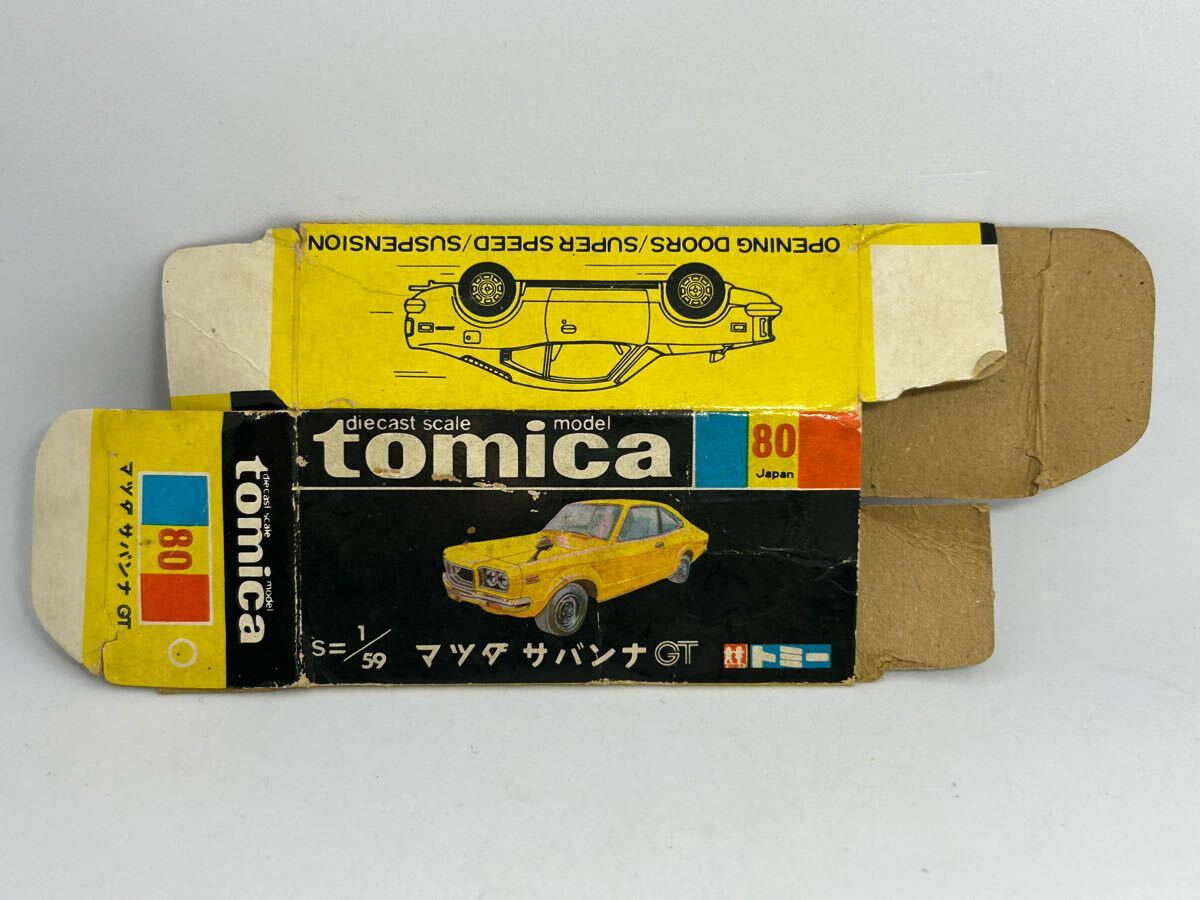 OPENING DOORS/SUPER SPEED/SUSPENSION
diecast scale model
tomica
80
Japan
S=1/59
マツダ サバンナ GT
トミー
diecast scale model
tomica
80
マツダ サバンナ GT